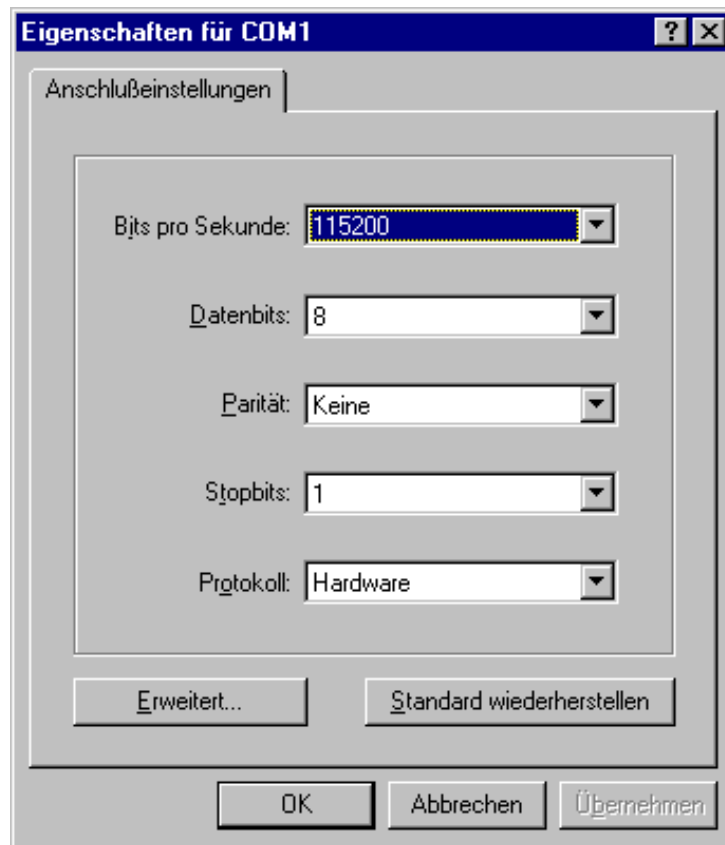 Eigenschaften für COM1
Anschlußeinstellungen
Bits pro Sekunde: 115200
Datenbits: 8
Parität: Keine
Stopbits: 1
Protokoll: Hardware
Erweitert... Standard wiederherstellen
OK Abbrechen Übernehmen